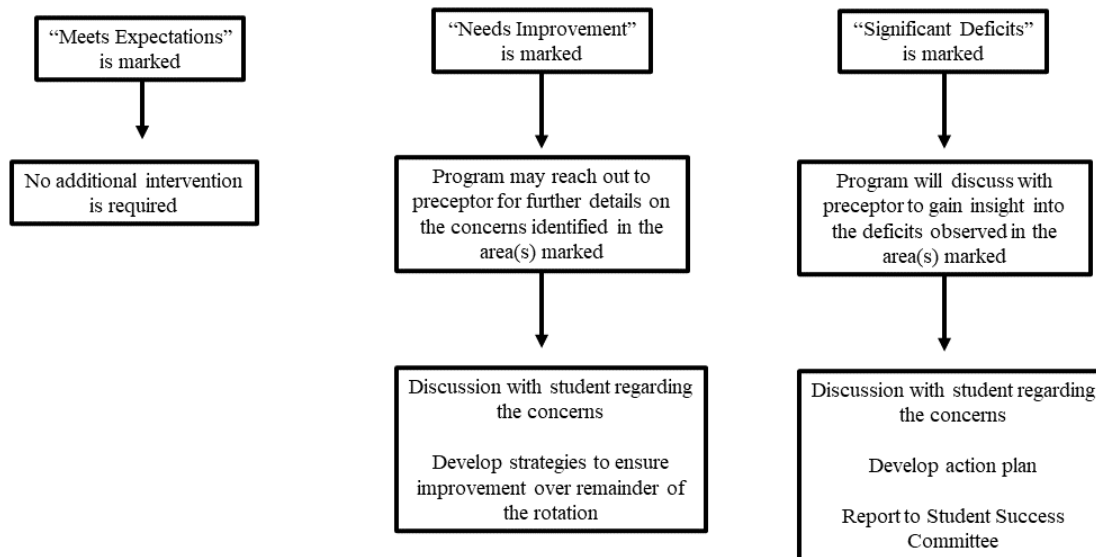 “Meets Expectations”
is marked
No additional intervention
is required
“Needs Improvement”
is marked
Program may reach out to
preceptor for further details on
the concerns identified in the
area(s) marked
Discussion with student regarding
the concerns
Develop strategies to ensure
improvement over remainder of
the rotation
“Significant Deficits”
is marked
Program will discuss with
preceptor to gain insight into
the deficits observed in the
area(s) marked
Discussion with student regarding
the concerns
Develop action plan
Report to Student Success
Committee